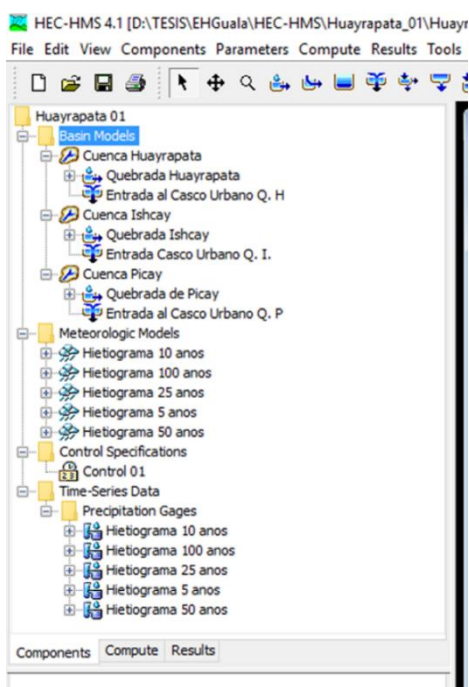 HEC-HMS 4.1 [D:\TESIS\EHGuala\HEC-HMS\Huayrapata_01\Huayr
File Edit View Components Parameters Compute Results Tools
Huayrapata 01
Basin Models
Cuenca Huayrapata
Quebrada Huayrapata
Entrada al Casco Urbano Q. H
Cuenca Ishcay
Quebrada Ishcay
Entrada Casco Urbano Q. I.
Cuenca Picay
Quebrada de Picay
Entrada al Casco Urbano Q. P
Meteorologic Models
Hietiograma 10 anos
Hietiograma 100 anos
Hietiograma 25 anos
Hietiograma 5 anos
Hietiograma 50 anos
Control Specifications
Control 01
Time-Series Data
Precipitation Gages
Hietiograma 10 anos
Hietiograma 100 anos
Hietiograma 25 anos
Hietiograma 5 anos
Hietiograma 50 anos
Components Compute Results